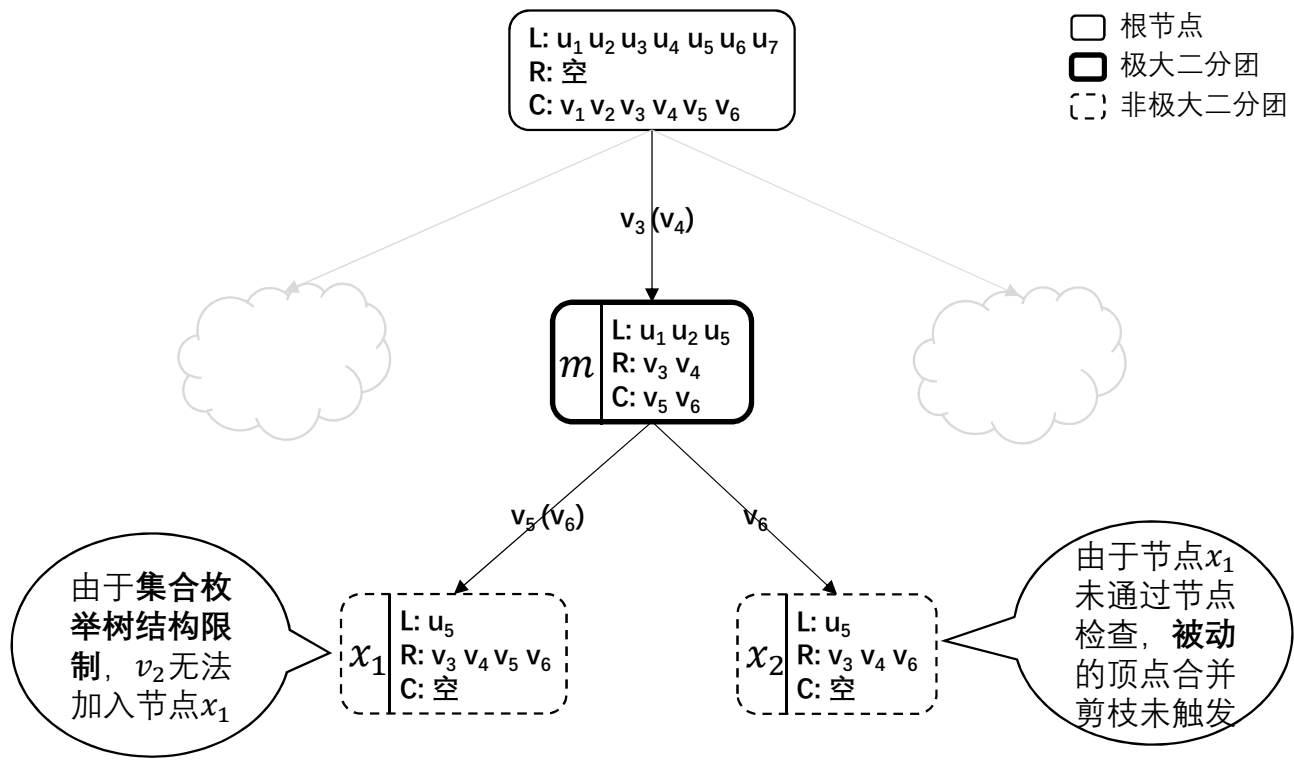 L: u₁ u₂ u₃ u₄ u₅ u₆ u₇
R: 空
C: v₁ v₂ v₃ v₄ v₅ v₆
根节点
极大二分团
非极大二分团
v₃ (v₄)
m
L: u₁ u₂ u₅
R: v₃ v₄
C: v₅ v₆
v₅ (v₆)
v₆
由于集合枚
举树结构限
制，v₂无法
加入节点x₁
x₁
L: u₅
R: v₃ v₄ v₅ v₆
C: 空
x₂
L: u₅
R: v₃ v₄ v₆
C: 空
由于节点x₁
未通过节点
检查，被动
的顶点合并
剪枝未触发